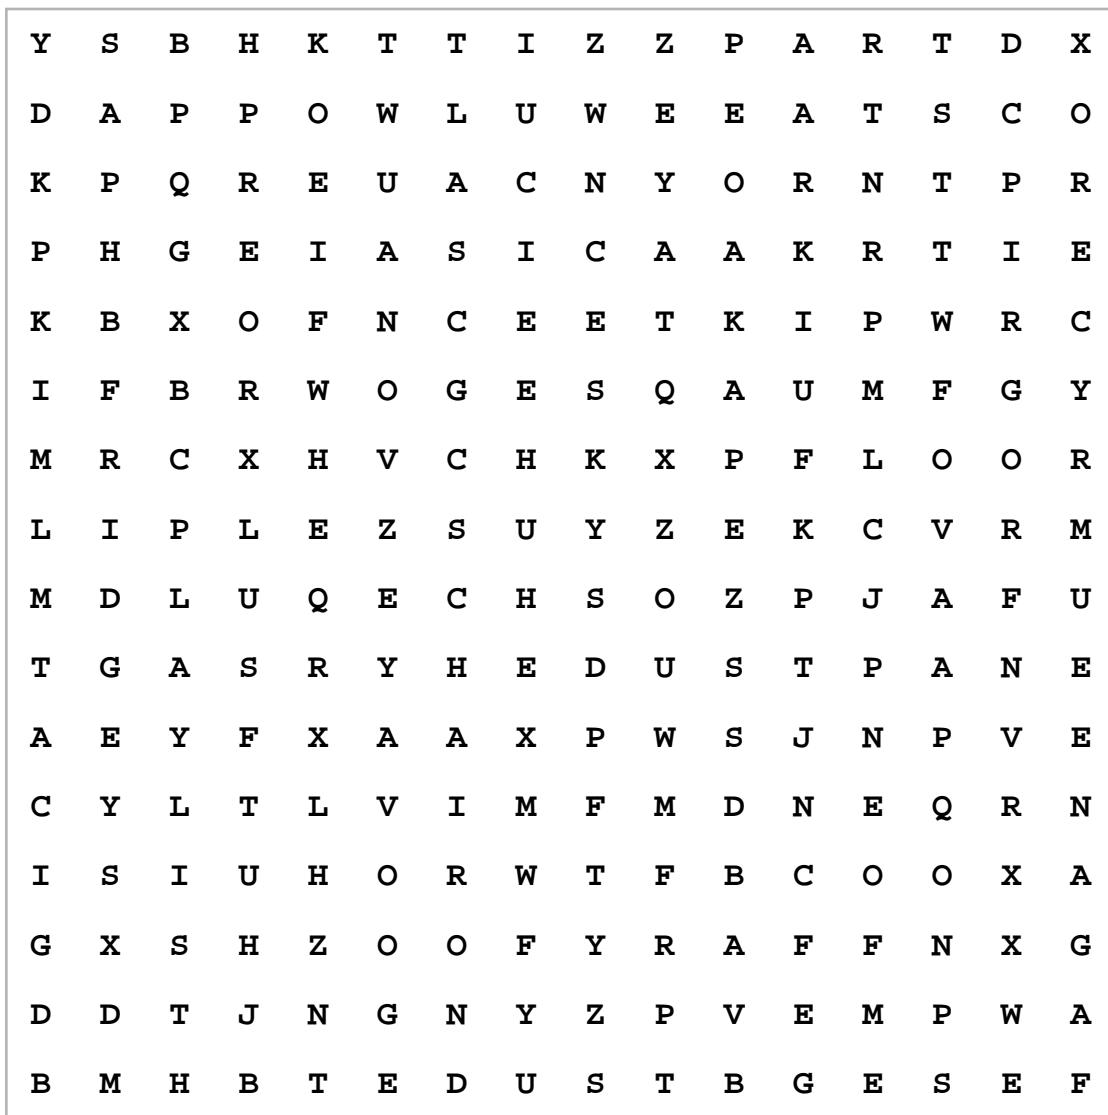 Y S B H K T T I Z Z P A R T D X
D A P P O W L U W E E A T S C O
K P Q R E U A C N Y O R N T P R
P H G E I A S I C A A K R T I E
K B X O F N C E E T K I P W R C
I F B R W O G E S Q A U M F G Y
M R C X H V C H K X P F L O O R
L I P L E Z S U Y Z E K C V R M
M D L U Q E C H S O Z P J A F U
T G A S R Y H E D U S T P A N E
A E Y F X A A X P W S J N P V E
C Y L T L V I M F M D N E Q R N
I S I U H O R W T F B C O O X A
G X S H Z O O F Y R A F F N X G
D D T J N G N Y Z P V E M P W A
B M H B T E D U S T B G E S E F